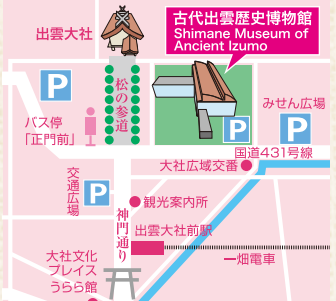 古代出雲歴史博物館
Shimane Museum of
Ancient Izumo
出雲大社
P
松の参道
P
みせん広場
P
バス停
「正門前」
国道431号線
大社広域交番
交通広場
P
観光案内所
神門通り
出雲大社前駅
大社文化
プレイス
うらら館
一畑電車